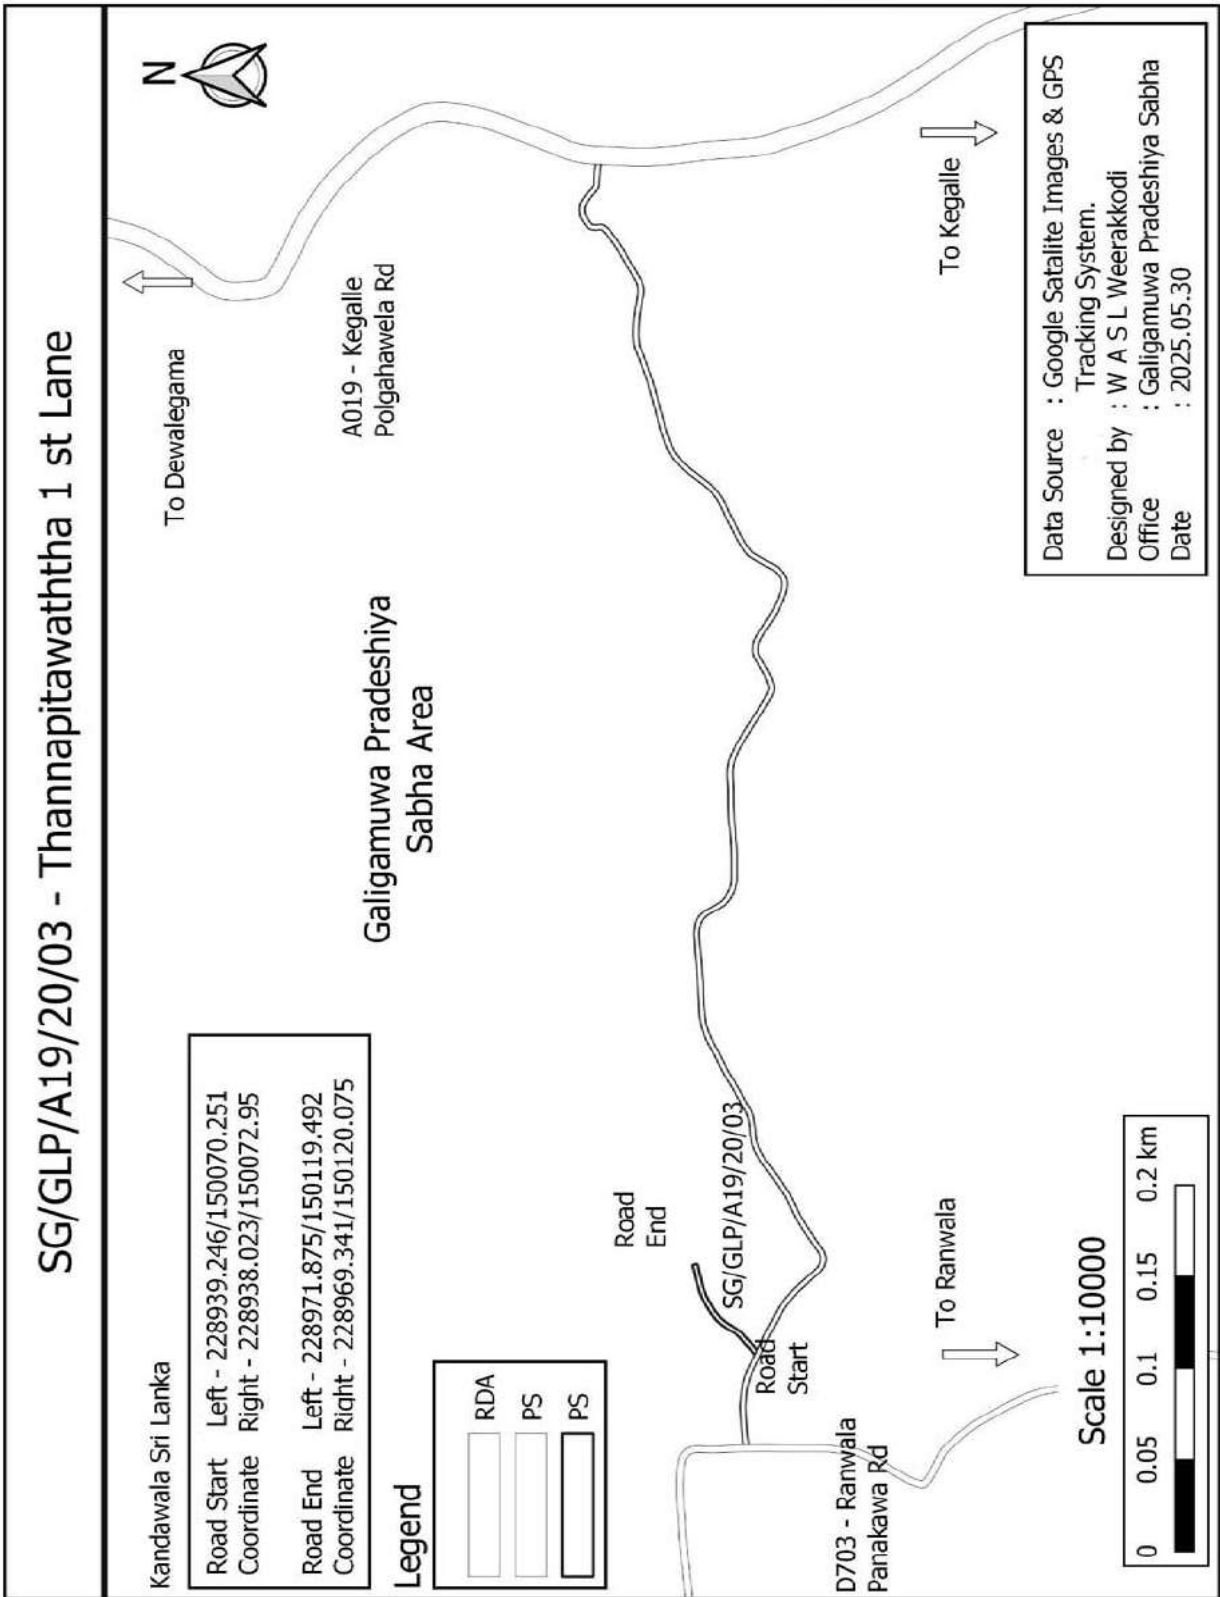 SG/GLP/A19/20/03 - Thannapitawaththa 1 st Lane
Kandawala Sri Lanka
Road Start Left - 228939.246/150070.251
Coordinate Right - 228938.023/150072.95
Road End Left - 228971.875/150119.492
Coordinate Right - 228969.341/150120.075
Legend
RDA
PS
PS
N
To Dewalegama
A019 - Kegalle
Polgahawela Rd
Galigamuwa Pradeshiya
Sabha Area
Road
End
SG/GLP/A19/20/03
Road
Start
D703 - Ranwala
Panakawa Rd
To Ranwala
To Kegalle
Scale 1:10000
0 0.05 0.1 0.15 0.2 km
Data Source : Google Satalite Images & GPS
Tracking System.
Designed by : W A S L Weerakkodi
Office : Galigamuwa Pradeshiya Sabha
Date : 2025.05.30